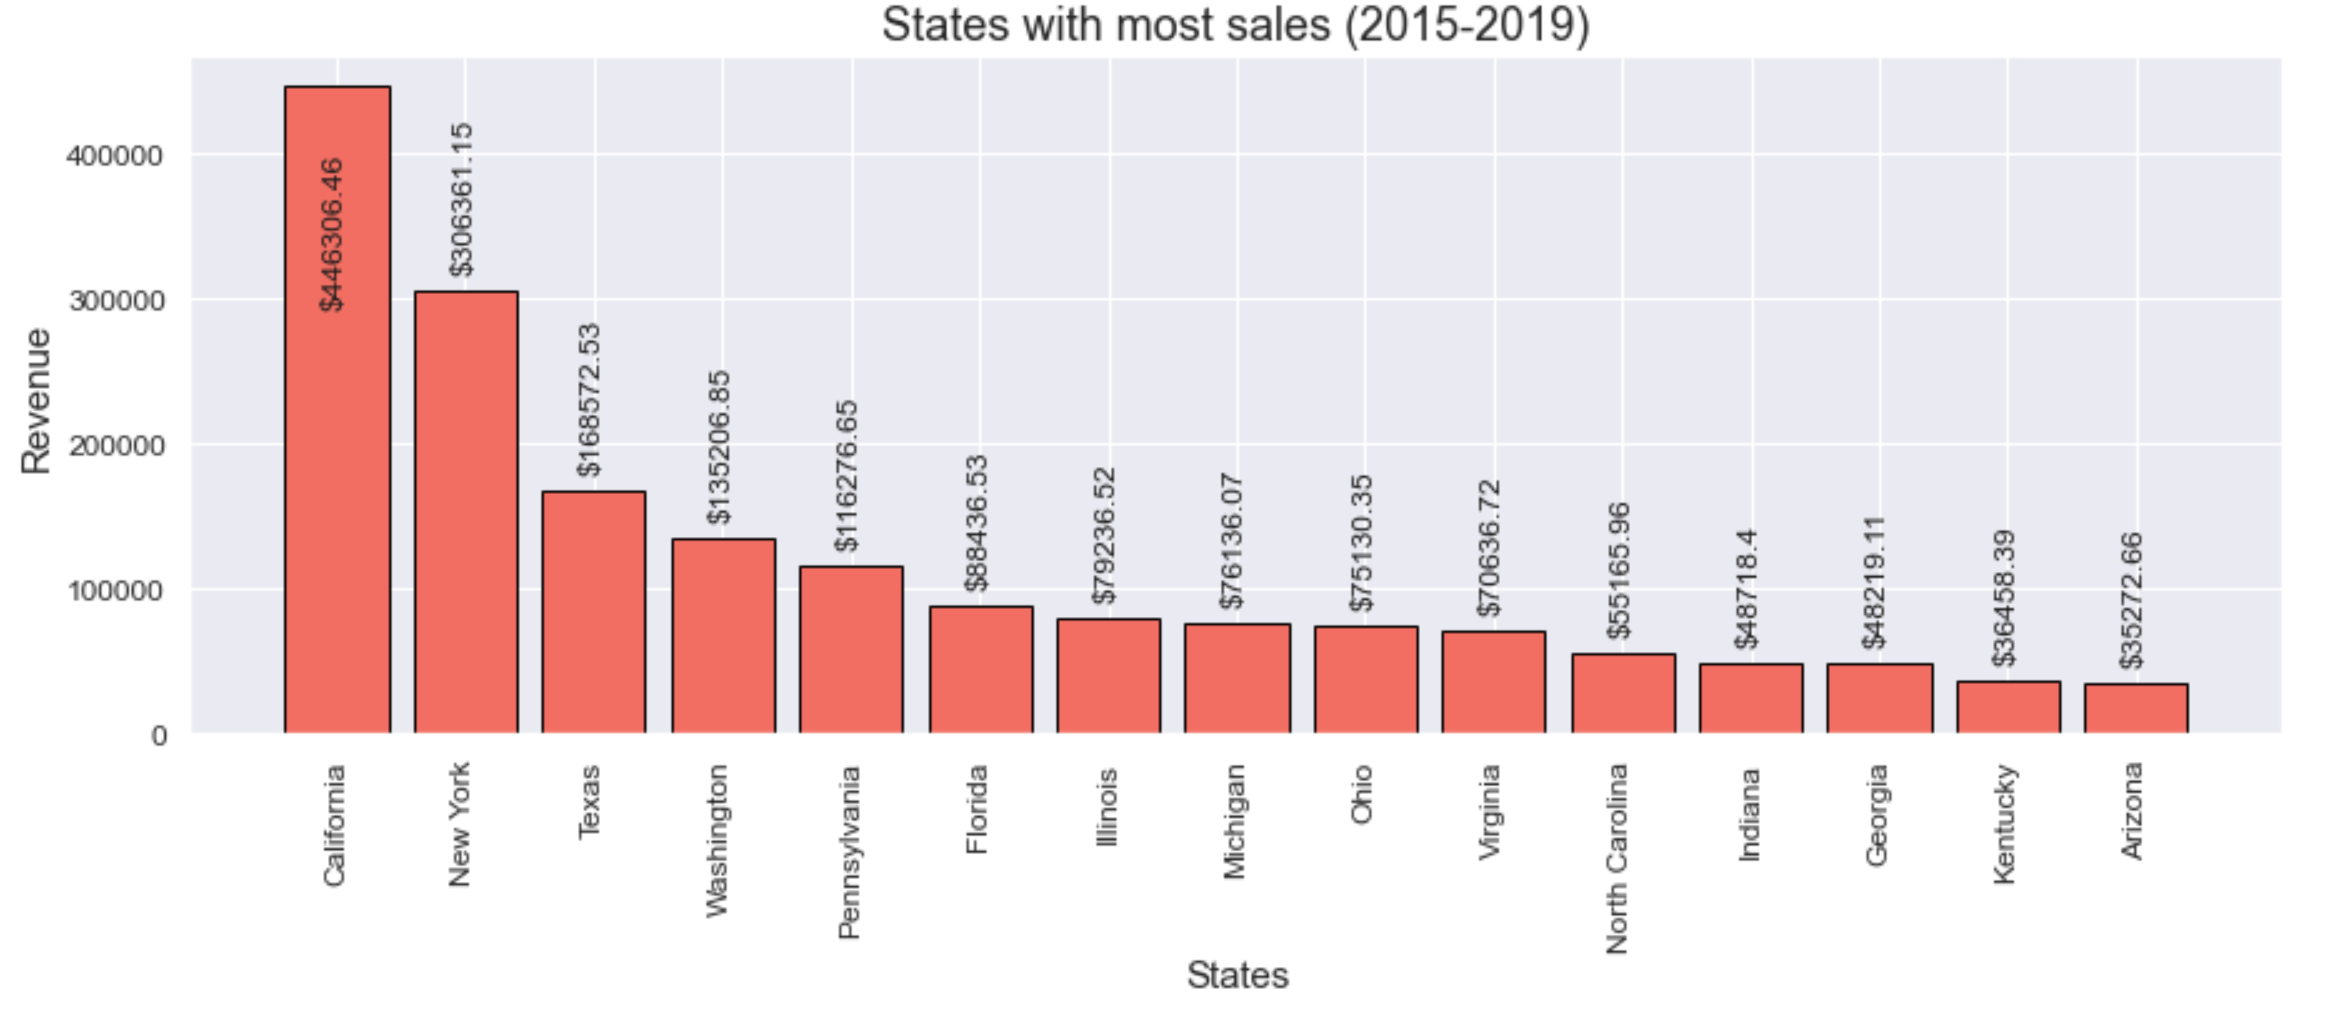 States with most sales (2015-2019)
Revenue
400000
300000
200000
100000
0
$446306.46
$306361.15
$168572.53
$135206.85
$116276.65
$88436.53
$79236.52
$76136.07
$75130.35
$70636.72
$55165.96
$48718.4
$48219.11
$36458.39
$35272.66
California
New York
Texas
Washington
Pennsylvania
Florida
Illinois
Michigan
Ohio
Virginia
North Carolina
Indiana
Georgia
Kentucky
Arizona
States